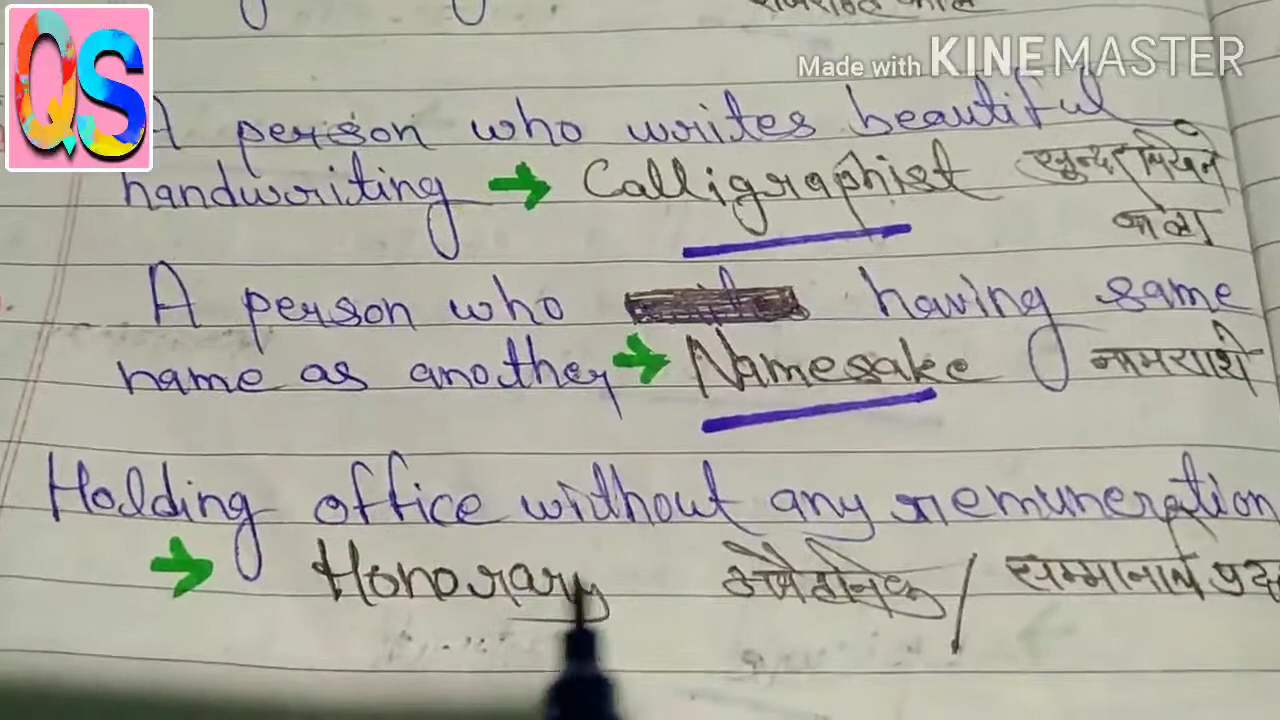 QS
Made with KINEMASTER
A person who writes beautiful
handwriting → Calligraphist सुन्दर लिखने
वाला
A person who having same
name as another → Namesake नामराशि
Holding office without any remuneration
→ Honorary अवैतनिक / सम्मानार्थ